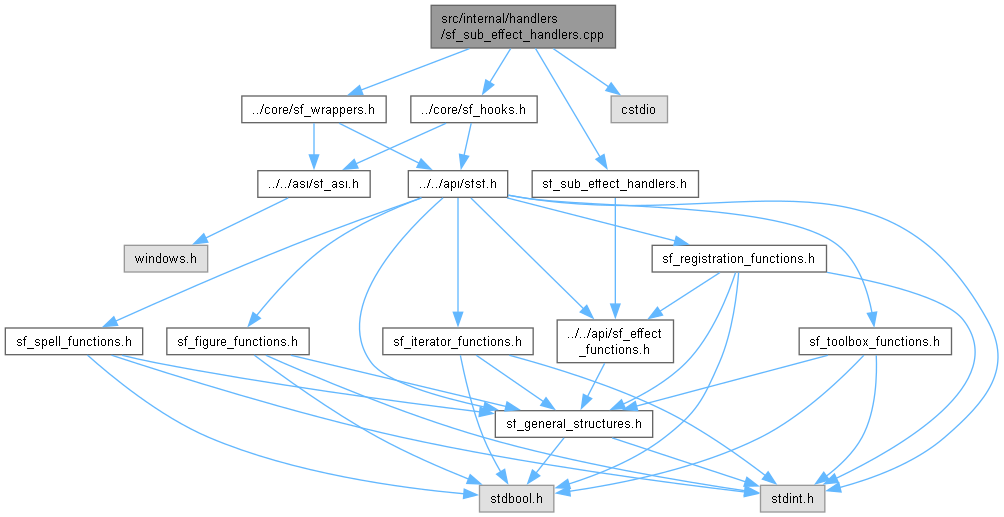 src/internal/handlers
/sf_sub_effect_handlers.cpp
../core/sf_wrappers.h
../core/sf_hooks.h
cstdio
../../asi/sf_asi.h
../../api/sfsf.h
sf_sub_effect_handlers.h
windows.h
sf_registration_functions.h
sf_spell_functions.h
sf_figure_functions.h
sf_iterator_functions.h
../../api/sf_effect
_functions.h
sf_toolbox_functions.h
sf_general_structures.h
stdbool.h
stdint.h